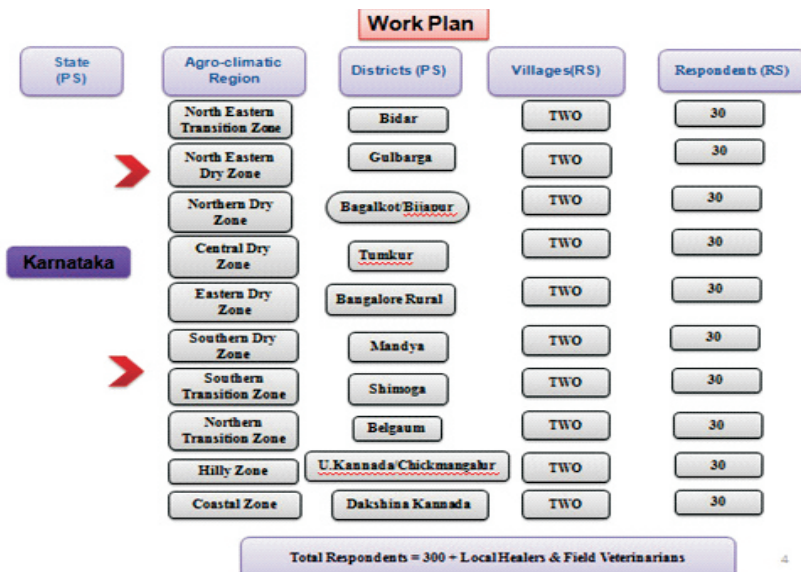 Work Plan
State
(PS)
Agro-climatic
Region
Districts (PS)
Villages(RS)
Respondents (RS)
North Eastern
Transition Zone
Bidar
TWO
30
North Eastern
Dry Zone
Gulbarga
TWO
30
Northern Dry
Zone
Bagalkot/Bijapur
TWO
30
Karnataka
Central Dry
Zone
Tumkur
TWO
30
Eastern Dry
Zone
Bangalore Rural
TWO
30
Southern Dry
Zone
Mandya
TWO
30
Southern
Transition Zone
Shimoga
TWO
30
Northern
Transition Zone
Belgaum
TWO
30
Hilly Zone
U.Kannada/Chickmangalur
TWO
30
Coastal Zone
Dakshina Kannada
TWO
30
Total Respondents = 300 + Local Healers & Field Veterinarians
4